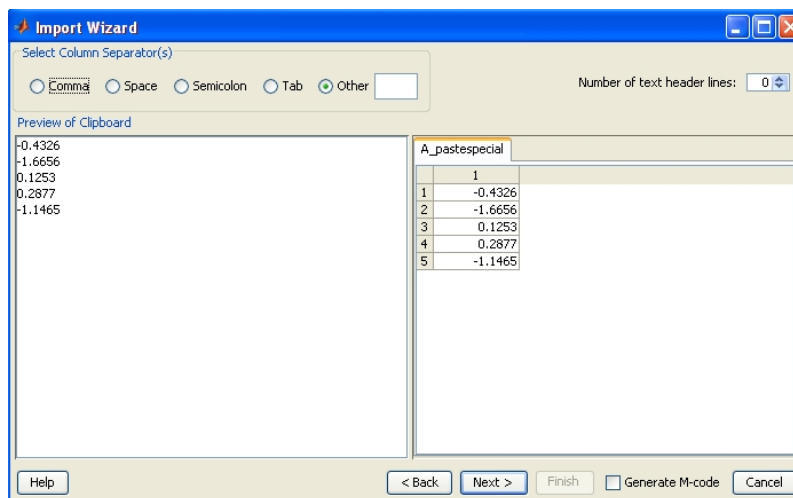 Import Wizard
Select Column Separator(s)
Comma Space Semicolon Tab Other
Number of text header lines: 0
Preview of Clipboard
-0.4326
-1.6656
0.1253
0.2877
-1.1465
A_pastespecial
1
1 -0.4326
2 -1.6656
3 0.1253
4 0.2877
5 -1.1465
Help < Back Next > Finish Generate M-code Cancel